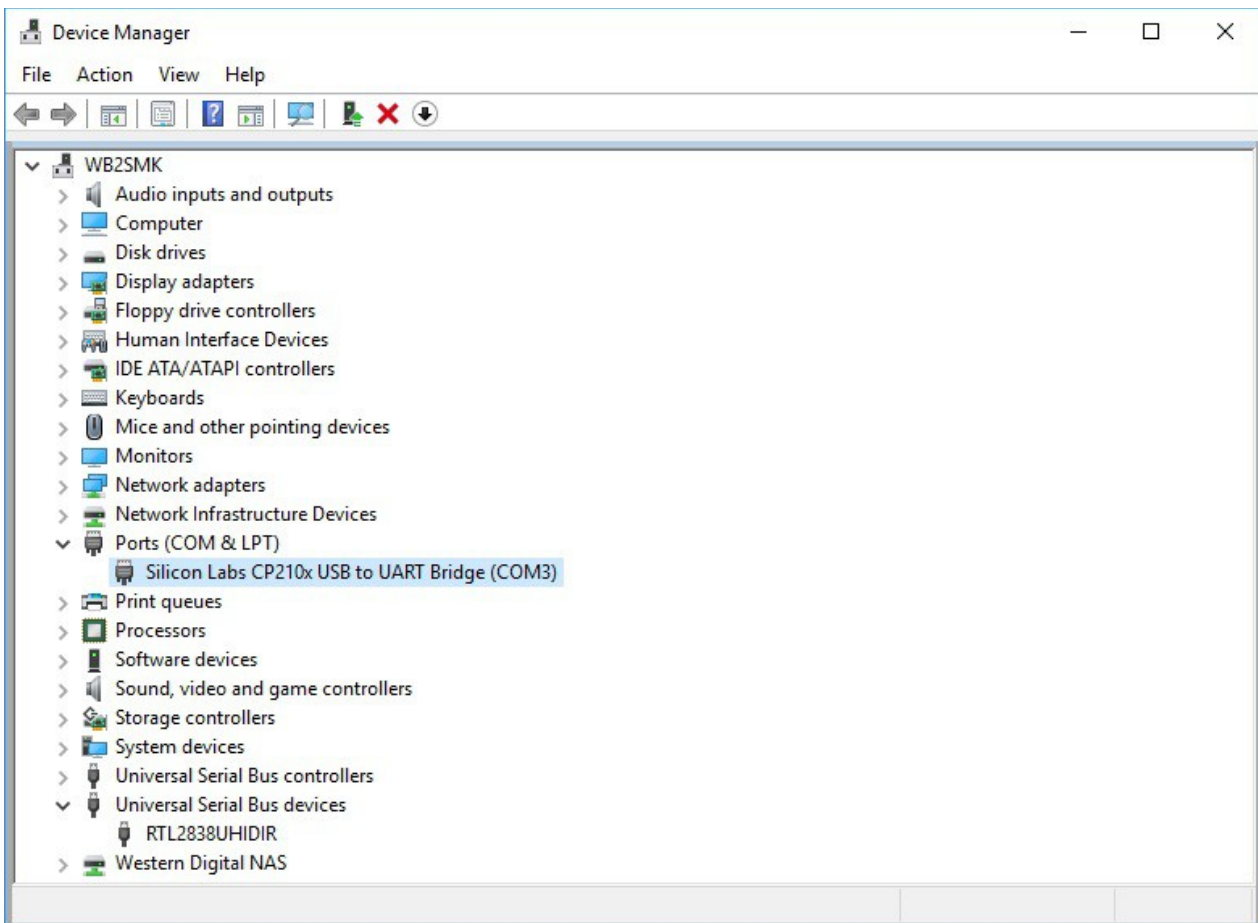 Device Manager
File Action View Help
WB2SMK
Audio inputs and outputs
Computer
Disk drives
Display adapters
Floppy drive controllers
Human Interface Devices
IDE ATA/ATAPI controllers
Keyboards
Mice and other pointing devices
Monitors
Network adapters
Network Infrastructure Devices
Ports (COM & LPT)
Silicon Labs CP210x USB to UART Bridge (COM3)
Print queues
Processors
Software devices
Sound, video and game controllers
Storage controllers
System devices
Universal Serial Bus controllers
Universal Serial Bus devices
RTL2838UHIDIR
Western Digital NAS